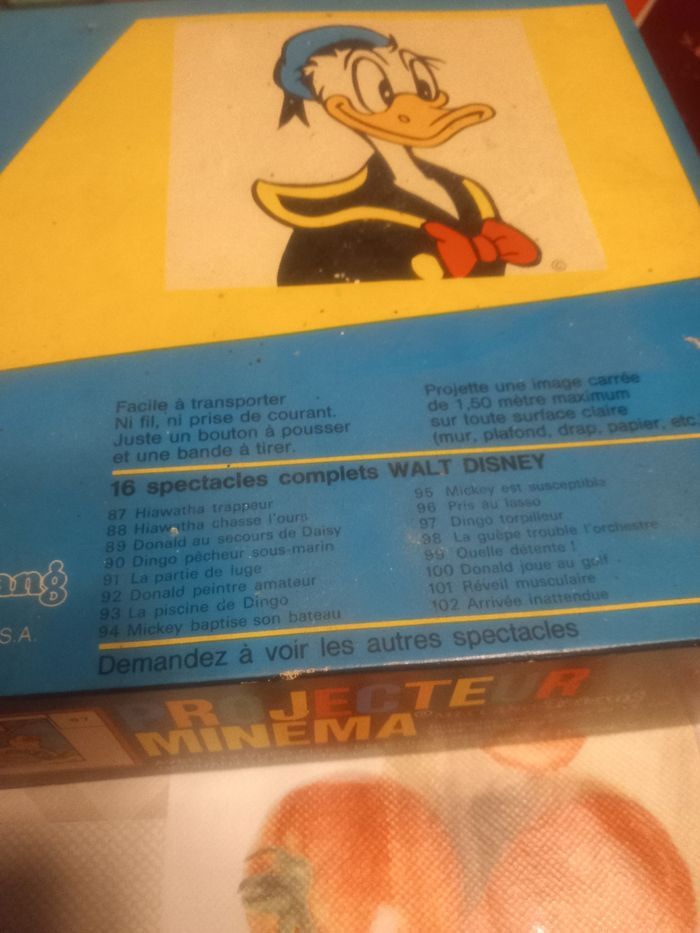 ©
Facile à transporter
Ni fil, ni prise de courant.
Juste un bouton à pousser
et une bande à tirer.
Projette une image carrée
de 1,50 mètre maximum
sur toute surface claire
(mur, plafond, drap, papier, etc.
16 spectacles complets WALT DISNEY
87 Hiawatha trappeur
88 Hiawatha chasse l'ours
89 Donald au secours de Daisy
90 Dingo pêcheur sous-marin
91 La partie de luge
92 Donald peintre amateur
93 La piscine de Dingo
94 Mickey baptise son bateau
95 Mickey est susceptible
96 Pris au lasso
97 Dingo torpilleur
98 La guêpe trouble l'orchestre
99 Quelle détente !
100 Donald joue au golf
101 Réveil musculaire
102 Arrivée inattendue
ang
S.A.
Demandez à voir les autres spectacles
PROJECTEUR
MINEMA